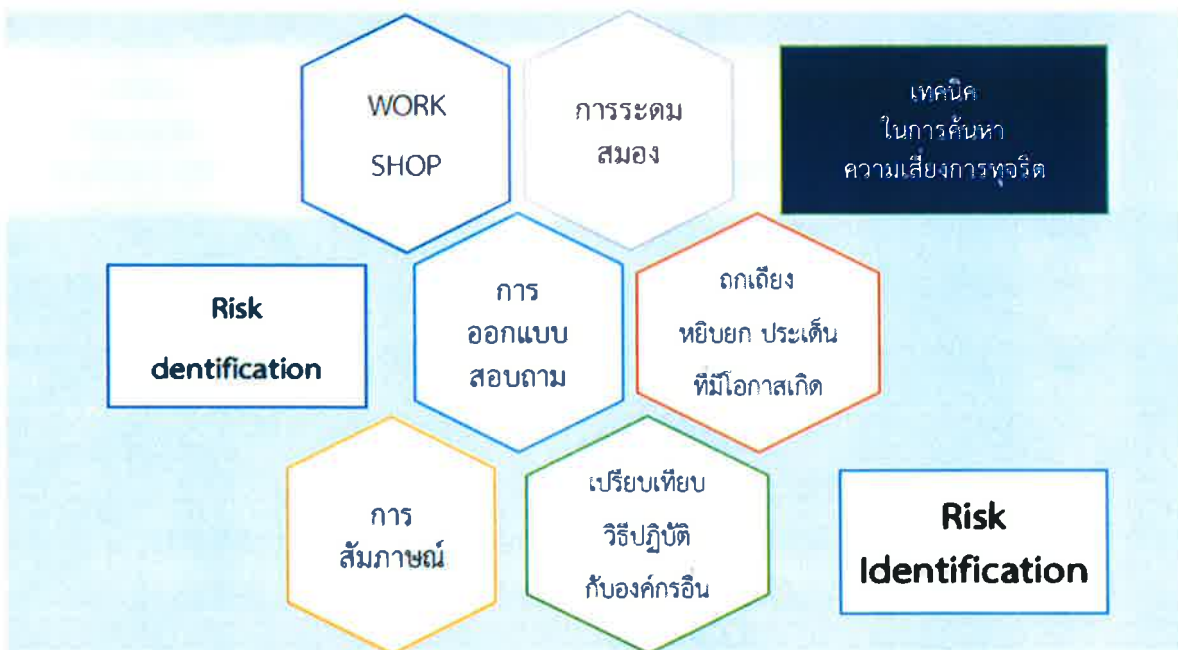 WORK
SHOP
การระดม
สมอง
เทคนิค
ในการค้นหา
ความเสี่ยงการทุจริต
Risk
dentification
การ
ออกแบบ
สอบถาม
ถกเถียง
หยิบยก ประเด็น
ที่มีโอกาสเกิด
การ
สัมภาษณ์
เปรียบเทียบ
วิธีปฏิบัติ
กับองค์กรอื่น
Risk
Identification